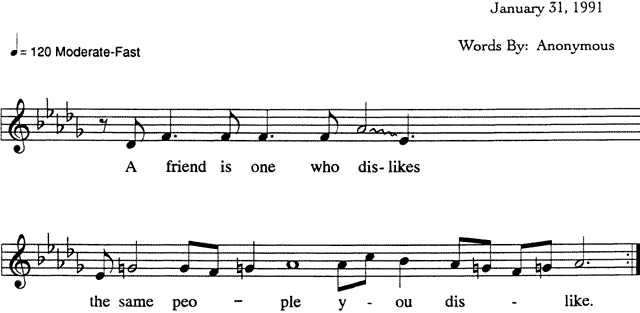 January 31, 1991
= 120 Moderate-Fast
Words By: Anonymous
A friend is one who dis-likes
the same peo - ple y - ou dis - like.